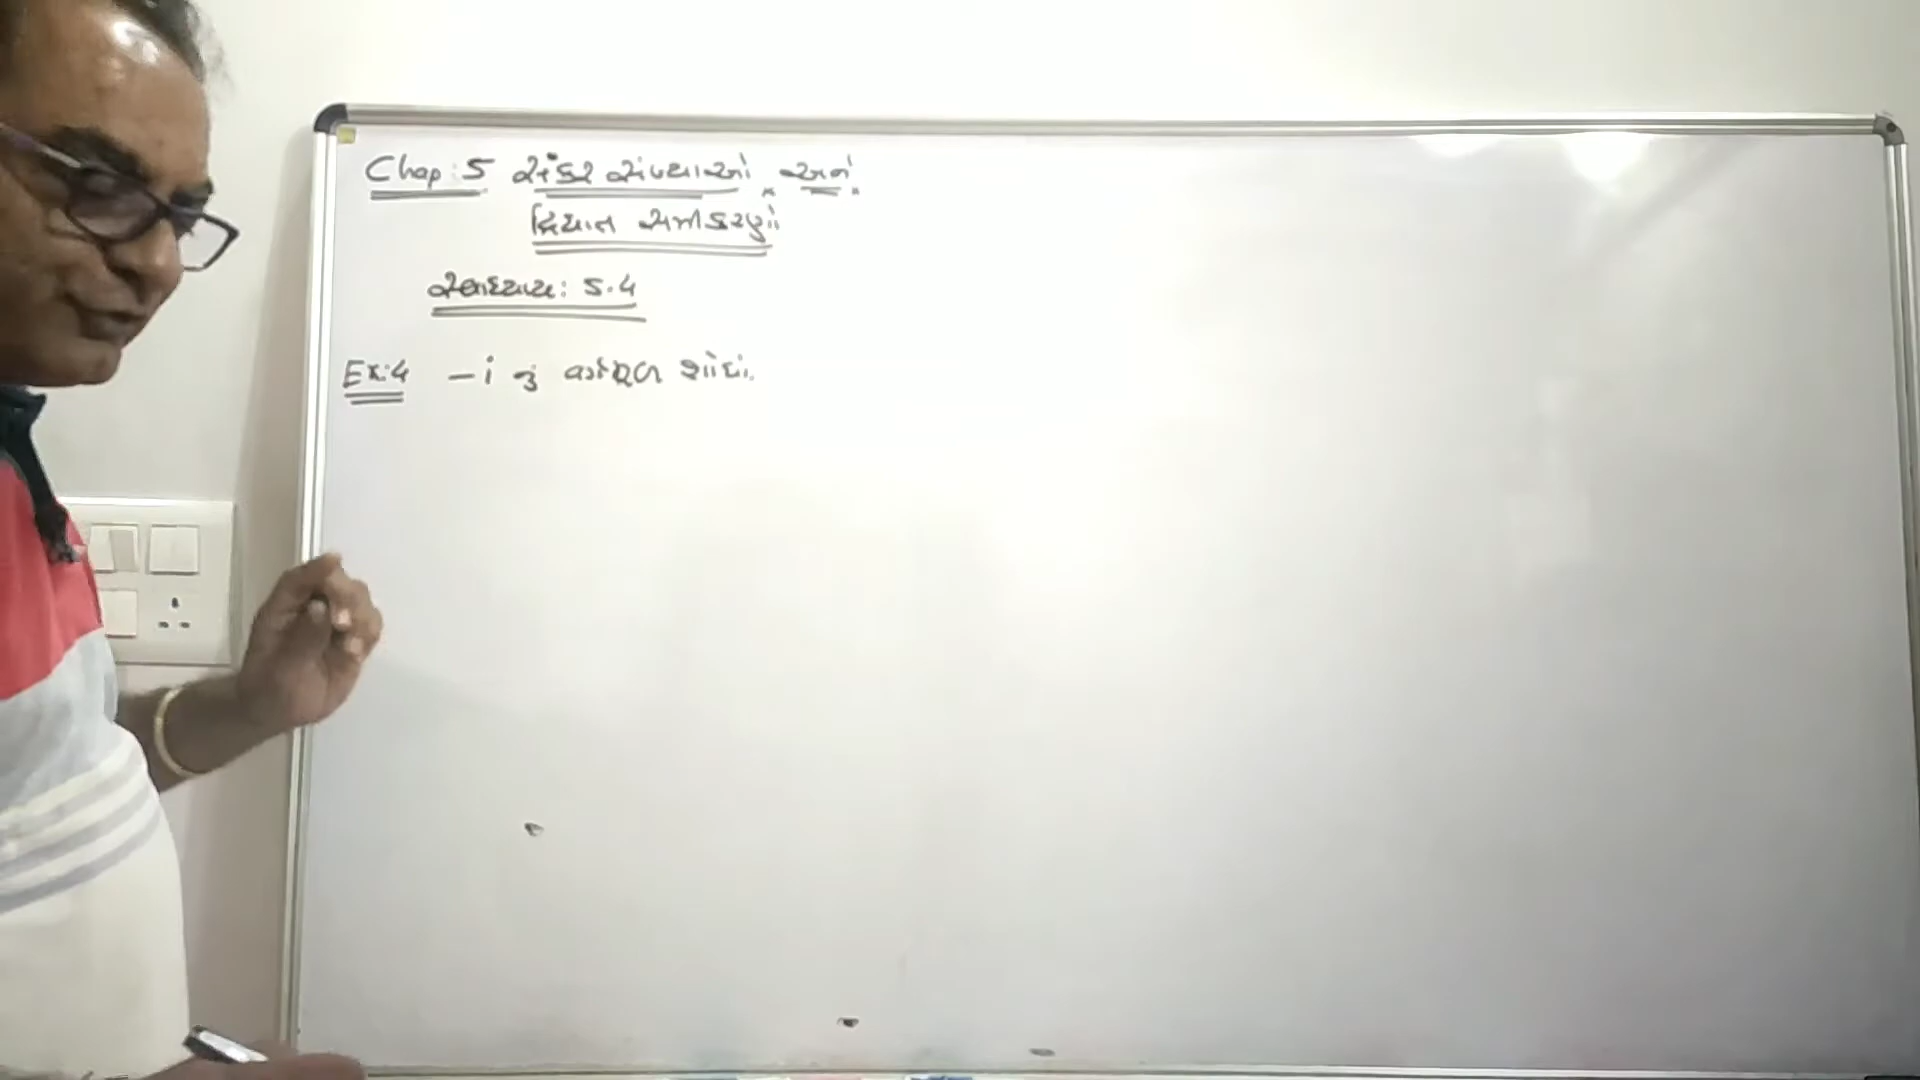 Chap: 5 સંકર સંખ્યાઓ અને
દ્વિઘાત સમીકરણો
સ્વાધ્યાય: 5.4
Ex:4 -i નું વર્ગમૂળ શોધો.